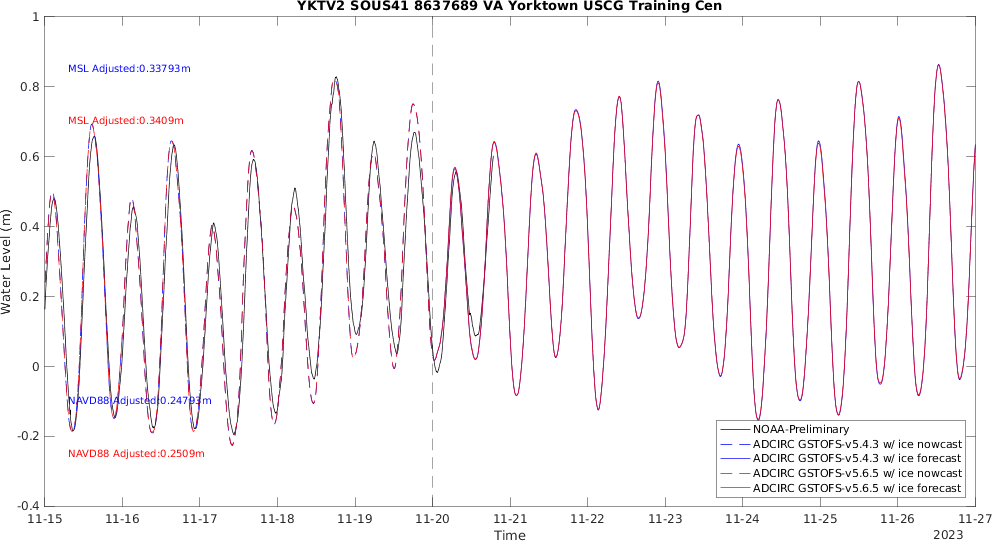 YKTV2 SOUS41 8637689 VA Yorktown USCG Training Cen
1
0.8
0.6
0.4
0.2
0
-0.2
-0.4
Water Level (m)
MSL Adjusted:0.33793m
MSL Adjusted:0.3409m
NAVD88 Adjusted:0.24793m
NAVD88 Adjusted:0.2509m
NOAA-Preliminary
ADCIRC GSTOFS-v5.4.3 w/ ice nowcast
ADCIRC GSTOFS-v5.4.3 w/ ice forecast
ADCIRC GSTOFS-v5.6.5 w/ ice nowcast
ADCIRC GSTOFS-v5.6.5 w/ ice forecast
11-15 11-16 11-17 11-18 11-19 11-20 11-21 11-22 11-23 11-24 11-25 11-26 11-27
Time
2023